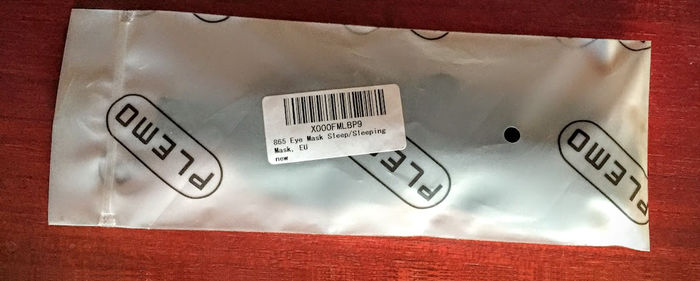 PLEMO
X000FMLBP9
865 Eye Mask Sleep/Sleeping
Mask, EU
new
PLEMO
PLEMO